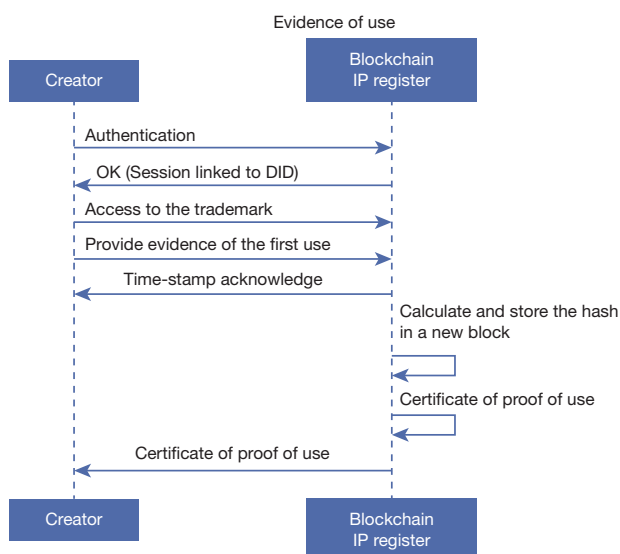 Evidence of use
Creator
Blockchain
IP register
Authentication
OK (Session linked to DID)
Access to the trademark
Provide evidence of the first use
Time-stamp acknowledge
Calculate and store the hash
in a new block
Certificate of proof of use
Certificate of proof of use
Creator
Blockchain
IP register